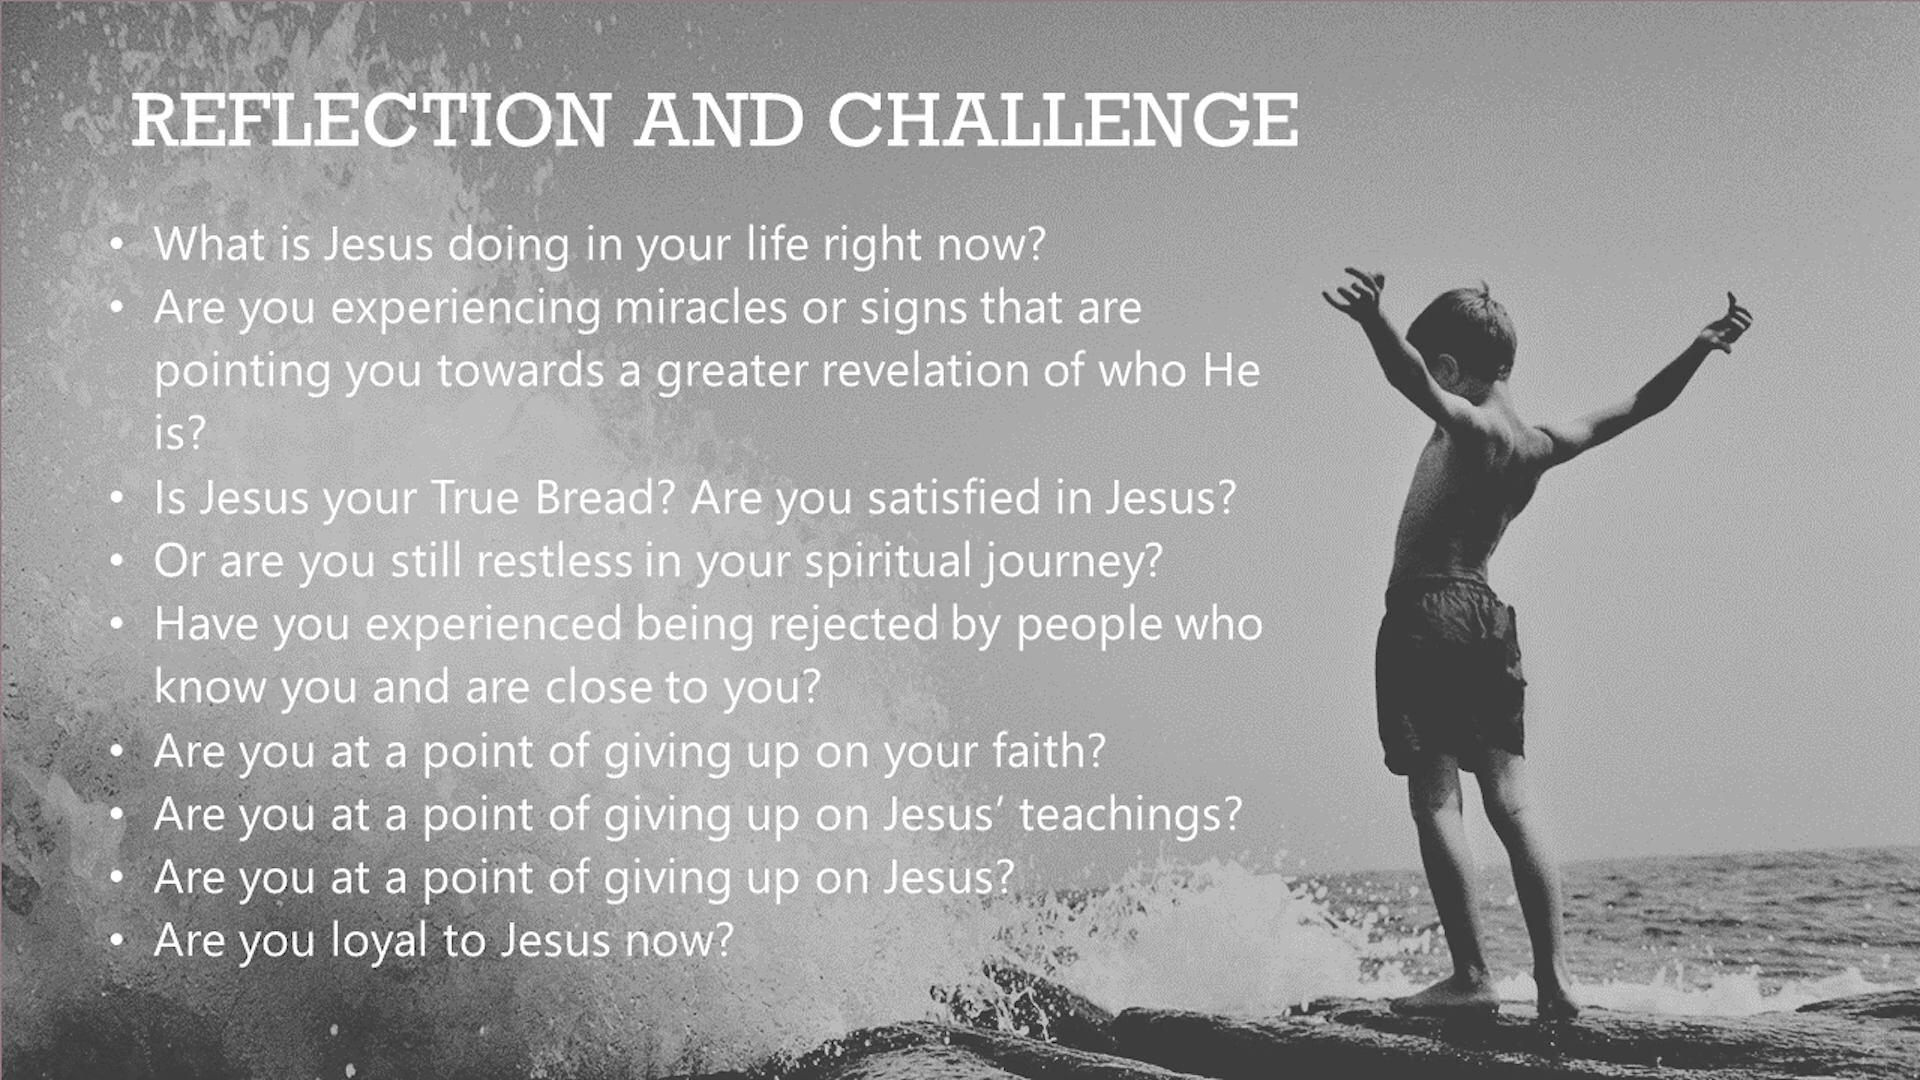 REFLECTION AND CHALLENGE
• What is Jesus doing in your life right now?
• Are you experiencing miracles or signs that are
pointing you towards a greater revelation of who He
is?
• Is Jesus your True Bread? Are you satisfied in Jesus?
• Or are you still restless in your spiritual journey?
• Have you experienced being rejected by people who
know you and are close to you?
• Are you at a point of giving up on your faith?
• Are you at a point of giving up on Jesus’ teachings?
• Are you at a point of giving up on Jesus?
• Are you loyal to Jesus now?